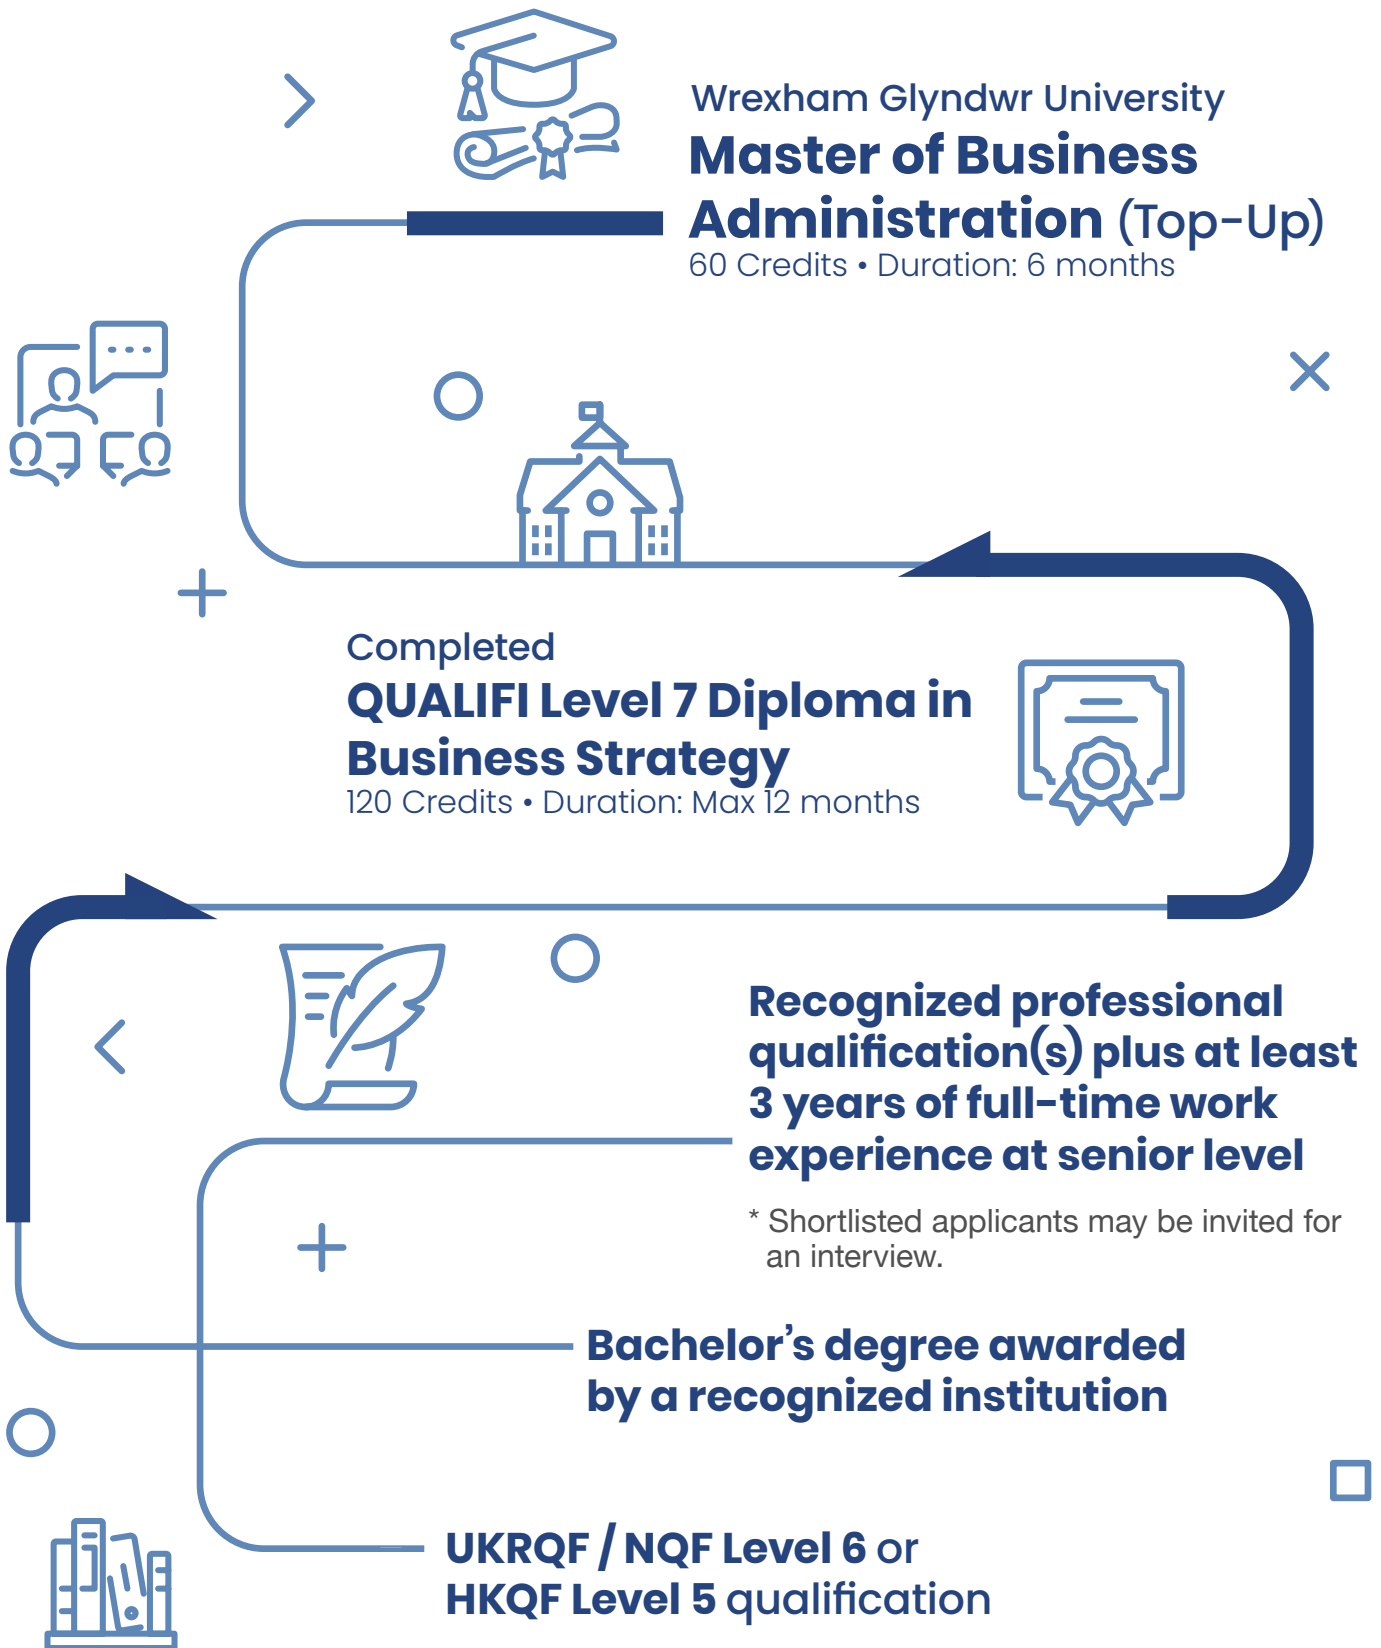 Wrexham Glyndwr University
Master of Business
Administration (Top-Up)
60 Credits • Duration: 6 months
Completed
QUALIFI Level 7 Diploma in
Business Strategy
120 Credits • Duration: Max 12 months
Recognized professional
qualification(s) plus at least
3 years of full-time work
experience at senior level
* Shortlisted applicants may be invited for
an interview.
Bachelor’s degree awarded
by a recognized institution
UKRQF / NQF Level 6 or
HKQF Level 5 qualification